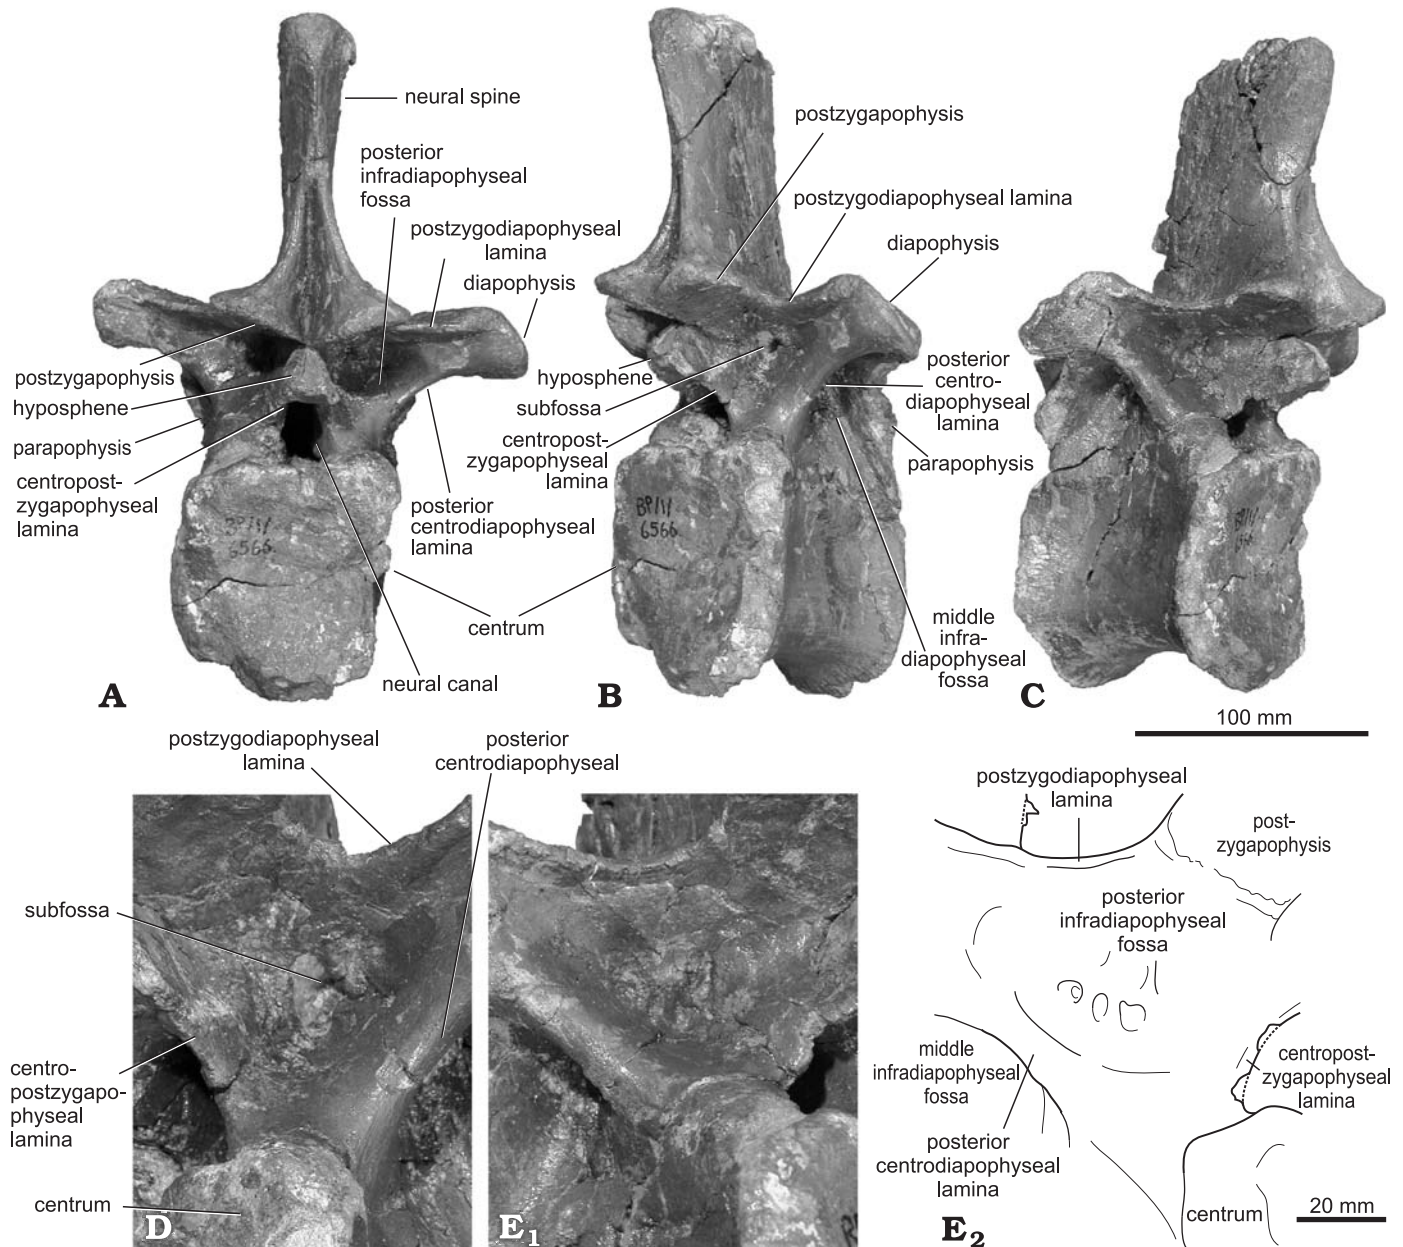 neural spine
posterior
infradiapophyseal
fossa
postzygodiapophyseal
lamina
diapophysis
postzygapophysis
hyposphene
parapophysis
centropost-
zygapophyseal
lamina
posterior
centrodiapophyseal
lamina
centrum
neural canal
BP/1/
6566
A
postzygapophysis
postzygodiapophyseal lamina
diapophysis
hyposphene
subfossa
centropost-
zygapophyseal
lamina
posterior
centro-
diapophyseal
lamina
parapophysis
middle
infra-
diapophyseal
fossa
BP/1/
6566
B
C
100 mm
postzygodiapophyseal
lamina
posterior
centrodiapophyseal
subfossa
centro-
postzygapo-
physeal
lamina
centrum
D
E1
postzygodiapophyseal
lamina
post-
zygapophysis
posterior
infradiapophyseal
fossa
middle
infradiapophyseal
fossa
centropost-
zygapophyseal
lamina
posterior
centrodiapophyseal
lamina
centrum
E2
20 mm